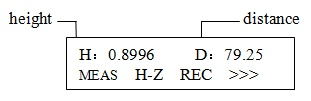 height distance
H：0.8996 D：79.25
MEAS H-Z REC >>>